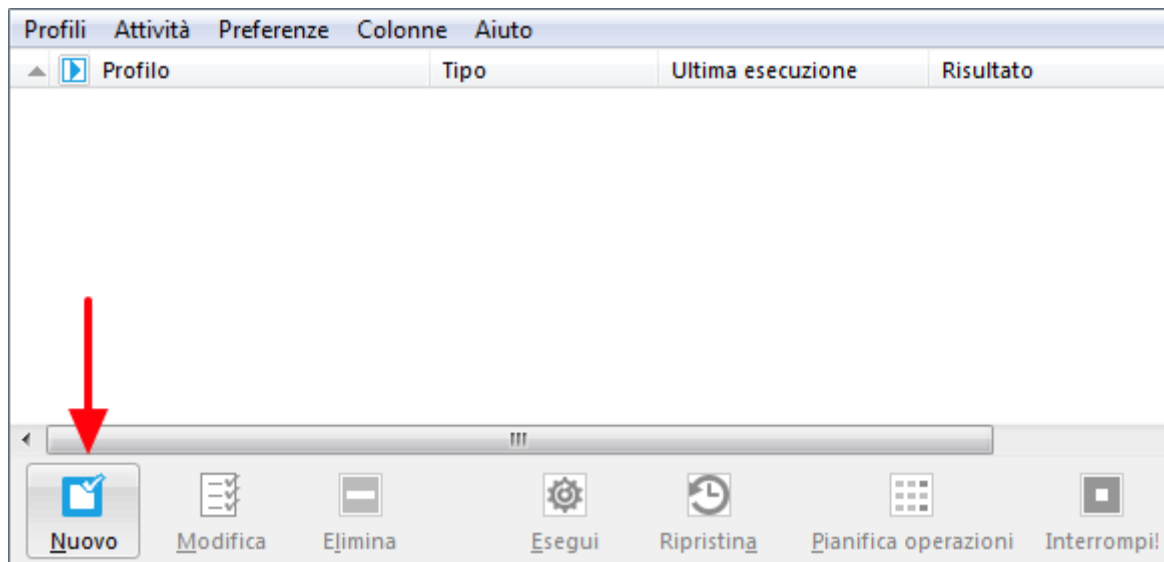 Profili Attività Preferenze Colonne Aiuto
Profilo Tipo Ultima esecuzione Risultato
Nuovo Modifica Elimina Esegui Ripristina Pianifica operazioni Interrompi!